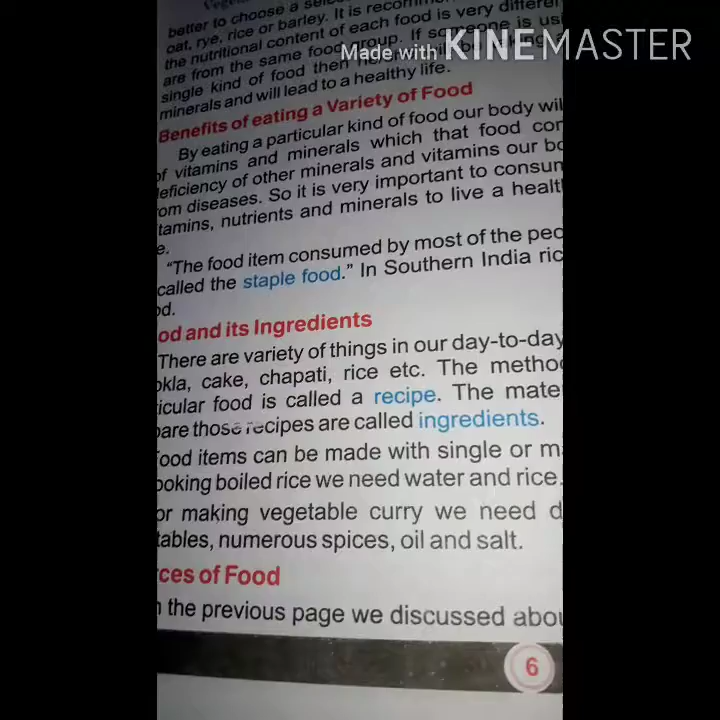 better to choose a
oat, rye, rice or barley. It is
the nutritional content of each food is very
are from the same food group. If someone is
single kind of food then
minerals and will lead to a healthy life.
Made with KINEMASTER
Benefits of eating a Variety of Food
By eating a particular kind of food our body wil
of vitamins and minerals which that food con
deficiency of other minerals and vitamins our bo
om diseases. So it is very important to consum
tamins, nutrients and minerals to live a healt
e.
“The food item consumed by most of the peo
called the staple food.” In Southern India ric
od.
od and its Ingredients
There are variety of things in our day-to-day
okla, cake, chapati, rice etc. The metho
icular food is called a recipe. The mate
pare those recipes are called ingredients.
Food items can be made with single or m
ooking boiled rice we need water and rice.
or making vegetable curry we need d
tables, numerous spices, oil and salt.
rces of Food
n the previous page we discussed abou
6